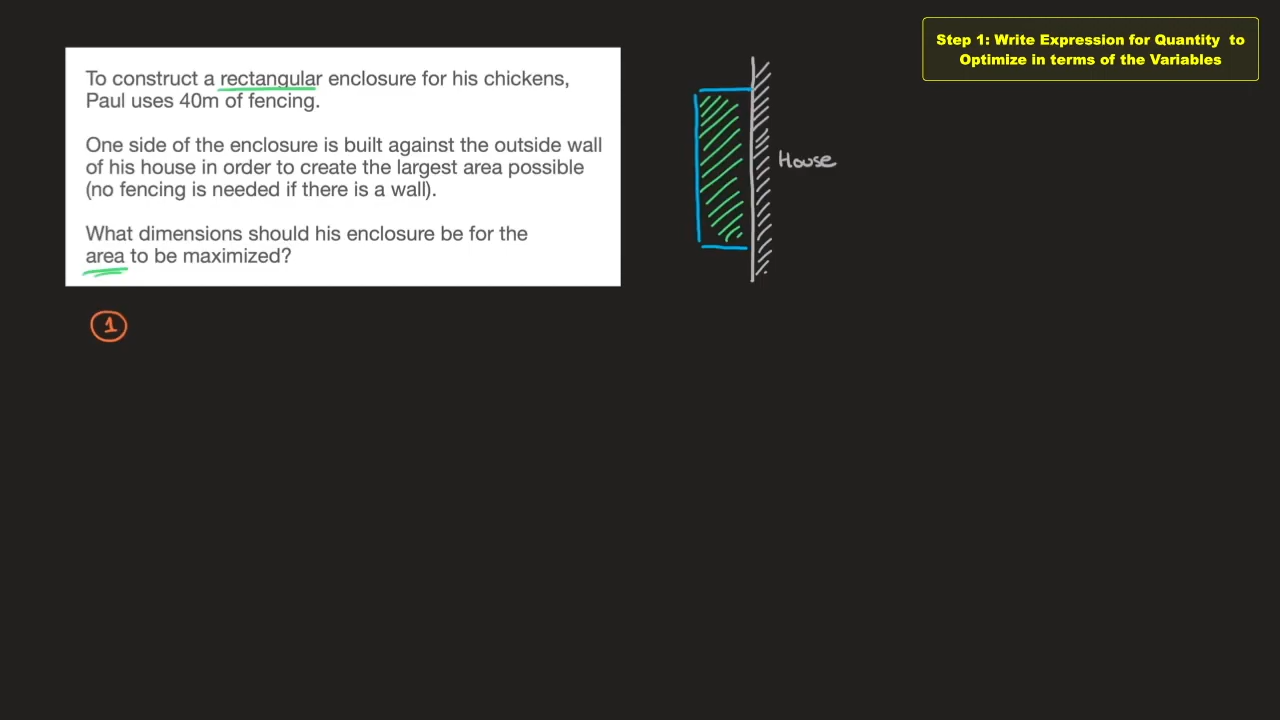 Step 1: Write Expression for Quantity to
Optimize in terms of the Variables
To construct a rectangular enclosure for his chickens,
Paul uses 40m of fencing.
One side of the enclosure is built against the outside wall
of his house in order to create the largest area possible
(no fencing is needed if there is a wall).
What dimensions should his enclosure be for the
area to be maximized?
House
1